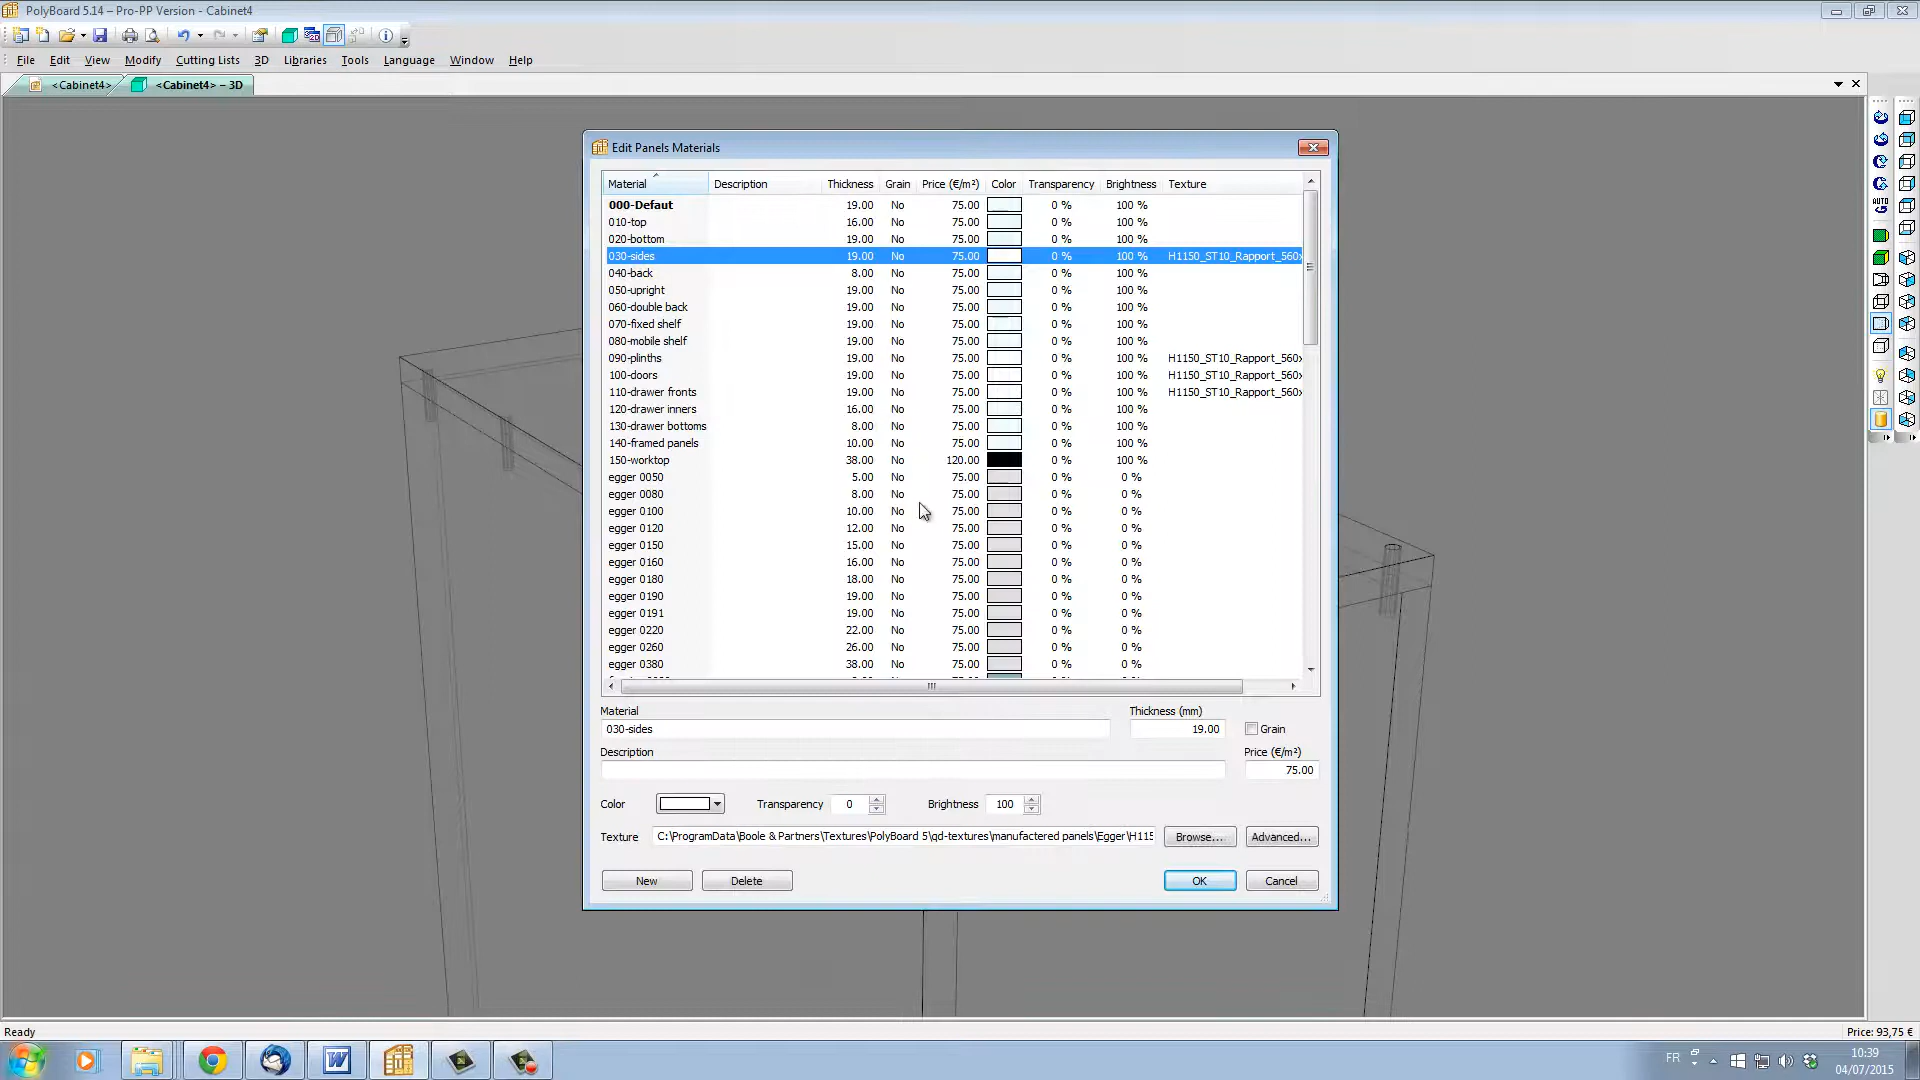 PolyBoard 5.14 – Pro-PP Version - Cabinet4
File Edit View Modify Cutting Lists 3D Libraries Tools Language Window Help
<Cabinet4> <Cabinet4> – 3D
AUTO
Edit Panels Materials
Material Description Thickness Grain Price (€/m²) Color Transparency Brightness Texture
000-Defaut 19.00 No 75.00 0 % 100 %
010-top 16.00 No 75.00 0 % 100 %
020-bottom 19.00 No 75.00 0 % 100 %
030-sides 19.00 No 75.00 0 % 100 % H1150_ST10_Rapport_560x
040-back 8.00 No 75.00 0 % 100 %
050-upright 19.00 No 75.00 0 % 100 %
060-double back 19.00 No 75.00 0 % 100 %
070-fixed shelf 19.00 No 75.00 0 % 100 %
080-mobile shelf 19.00 No 75.00 0 % 100 %
090-plinths 19.00 No 75.00 0 % 100 % H1150_ST10_Rapport_560x
100-doors 19.00 No 75.00 0 % 100 % H1150_ST10_Rapport_560x
110-drawer fronts 19.00 No 75.00 0 % 100 % H1150_ST10_Rapport_560x
120-drawer inners 16.00 No 75.00 0 % 100 %
130-drawer bottoms 8.00 No 75.00 0 % 100 %
140-framed panels 10.00 No 75.00 0 % 100 %
150-worktop 38.00 No 120.00 0 % 100 %
egger 0050 5.00 No 75.00 0 % 0 %
egger 0080 8.00 No 75.00 0 % 0 %
egger 0100 10.00 No 75.00 0 % 0 %
egger 0120 12.00 No 75.00 0 % 0 %
egger 0150 15.00 No 75.00 0 % 0 %
egger 0160 16.00 No 75.00 0 % 0 %
egger 0180 18.00 No 75.00 0 % 0 %
egger 0190 19.00 No 75.00 0 % 0 %
egger 0191 19.00 No 75.00 0 % 0 %
egger 0220 22.00 No 75.00 0 % 0 %
egger 0260 26.00 No 75.00 0 % 0 %
egger 0380 38.00 No 75.00 0 % 0 %
Material Thickness (mm)
030-sides 19.00 Grain
Description Price (€/m²)
75.00
Color Transparency 0 Brightness 100
Texture C:\ProgramData\Boole & Partners\Textures\PolyBoard 5\qd-textures\manufactered panels\Egger\H115 Browse... Advanced...
New Delete OK Cancel
Ready Price: 93,75 €
FR 10:39
04/07/2015